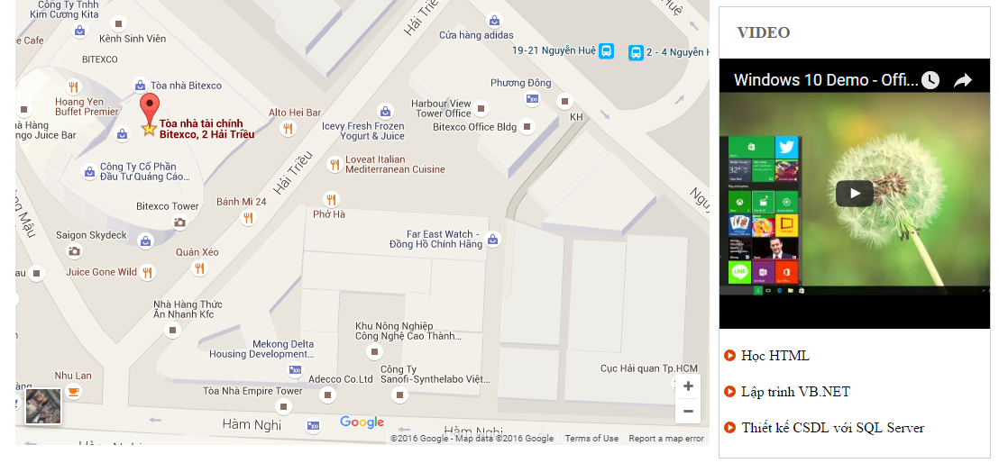 Công Ty Tnhh
Kim Cương Kita
Kênh Sinh Viên
BITEXCO
Tòa nhà Bitexco
Hoang Yen
Buffet Premier
Tòa nhà tài chính
Bitexco, 2 Hải Triều
Công Ty Cổ Phần
Đầu Tư Quảng Cáo...
Bitexco Tower
Saigon Skydeck
Juice Gone Wild
Bánh Mì 24
Quán Xéo
Nhà Hàng Thức
Ăn Nhanh Kfc
Nhu Lan
Hải Triều
Cửa hàng adidas
19-21 Nguyễn Huệ
2 - 4 Nguyễn H
Phương Đông
Harbour View
Tower Office
Bitexco Office Bldg
KH
Alto Hei Bar
Icevy Fresh Frozen
Yogurt & Juice
Loveat Italian
Mediterranean Cuisine
Hải Triều
Phở Hà
Far East Watch -
Đồng Hồ Chính Hãng
Khu Nông Nghiệp
Công Nghệ Cao Thành...
Mekong Delta
Housing Development...
Adecco Co.Ltd
Công Ty
Sanofi-Synthelabo Việt...
Tòa Nhà Empire Tower
Cục Hải quan Tp.HCM
Hàm Nghi
Hàm Nghi
Hàm Nghi
Google
©2016 Google - Map data ©2016 Google
Terms of Use
Report a map error
VIDEO
Windows 10 Demo - Offi...
Học HTML
Lập trình VB.NET
Thiết kế CSDL với SQL Server